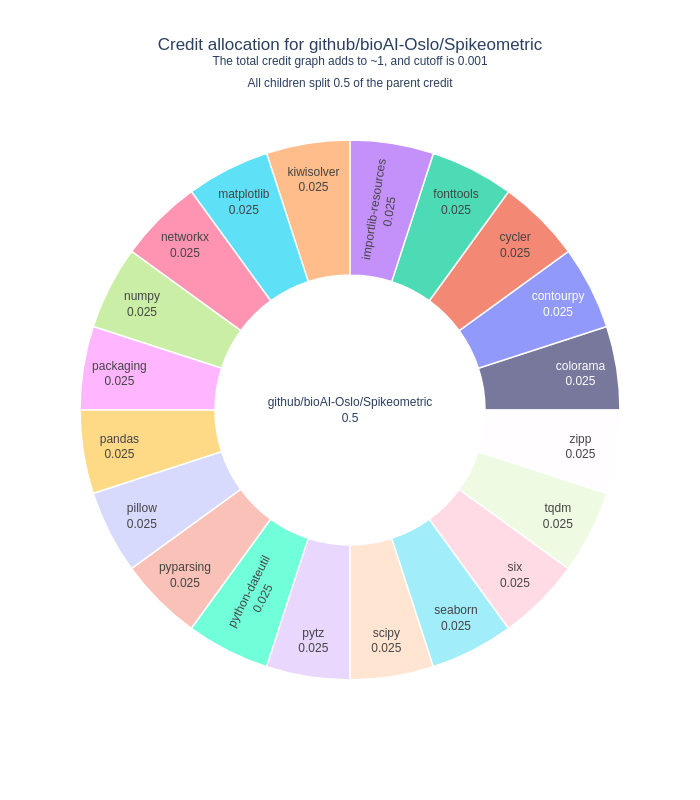 Credit allocation for github/bioAI-Oslo/Spikeometric
The total credit graph adds to ~1, and cutoff is 0.001
All children split 0.5 of the parent credit
kiwisolver
0.025
importlib-resources
0.025
fonttools
0.025
cycler
0.025
contourpy
0.025
colorama
0.025
zipp
0.025
tqdm
0.025
six
0.025
seaborn
0.025
scipy
0.025
pytz
0.025
python-dateutil
0.025
pyparsing
0.025
pillow
0.025
pandas
0.025
packaging
0.025
numpy
0.025
networkx
0.025
matplotlib
0.025
github/bioAI-Oslo/Spikeometric
0.5